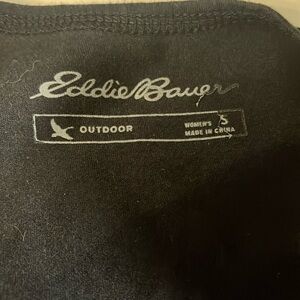 Eddie Bauer
OUTDOOR
WOMEN'S S
MADE IN CHINA